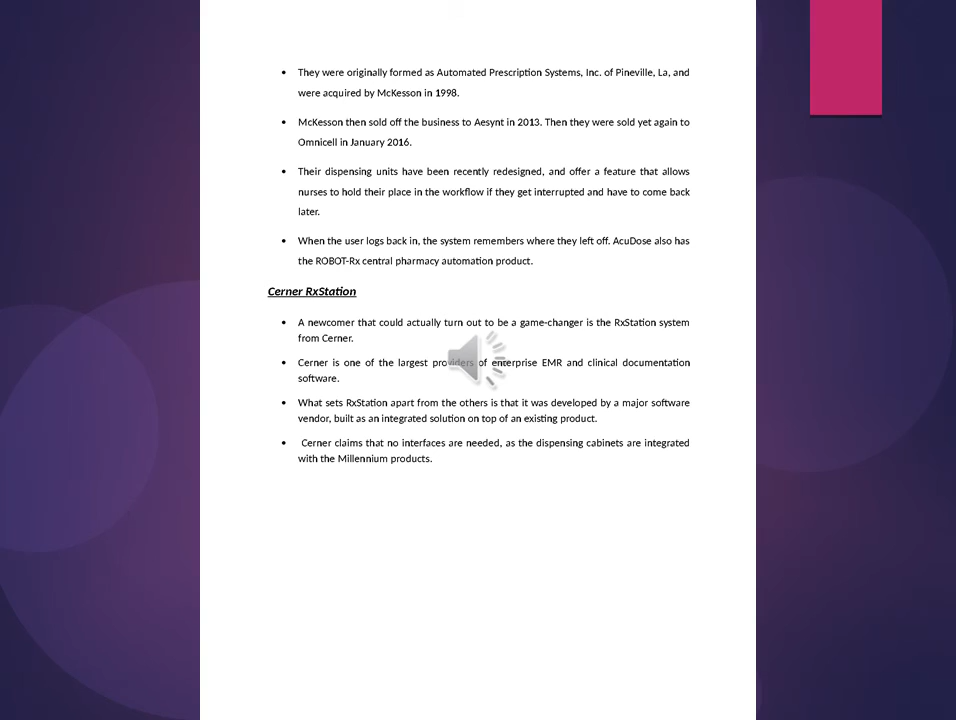 • They were originally formed as Automated Prescription Systems, Inc. of Pineville, La, and
were acquired by McKesson in 1998.
• McKesson then sold off the business to Aesynt in 2013. Then they were sold yet again to
Omnicell in January 2016.
• Their dispensing units have been recently redesigned, and offer a feature that allows
nurses to hold their place in the workflow if they get interrupted and have to come back
later.
• When the user logs back in, the system remembers where they left off. AcuDose also has
the ROBOT-Rx central pharmacy automation product.
Cerner RxStation
• A newcomer that could actually turn out to be a game-changer is the RxStation system
from Cerner.
• Cerner is one of the largest providers of enterprise EMR and clinical documentation
software.
• What sets RxStation apart from the others is that it was developed by a major software
vendor, built as an integrated solution on top of an existing product.
• Cerner claims that no interfaces are needed, as the dispensing cabinets are integrated
with the Millennium products.